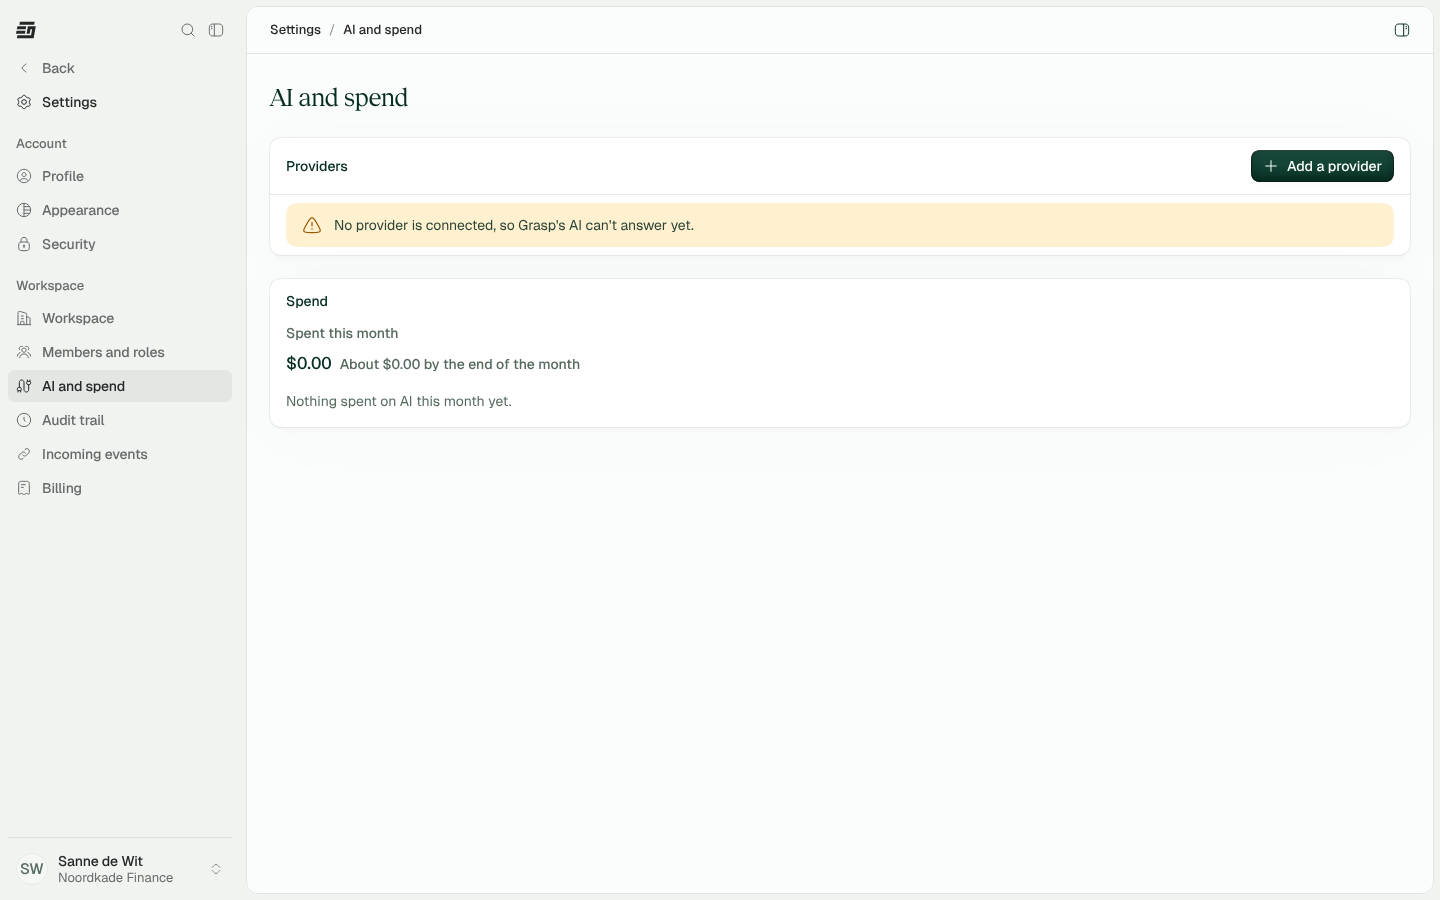 Back
Settings
Account
Profile
Appearance
Security
Workspace
Workspace
Members and roles
AI and spend
Audit trail
Incoming events
Billing
SW
Sanne de Wit
Noordkade Finance
Settings / AI and spend
AI and spend
Providers
Add a provider
No provider is connected, so Grasp's AI can't answer yet.
Spend
Spent this month
$0.00 About $0.00 by the end of the month
Nothing spent on AI this month yet.